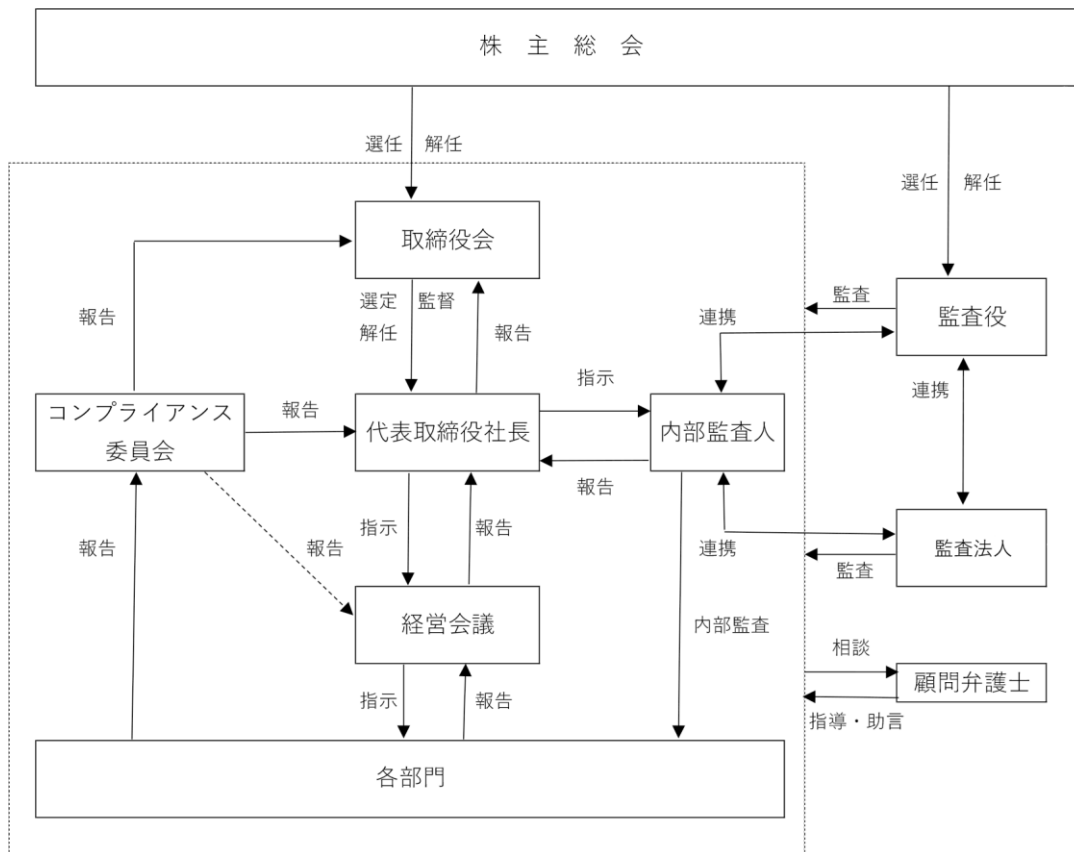 株 主 総 会
選任 解任
選任 解任
取締役会
監査
監査役
選定 監督
解任
報告
報告
連携
連携
指示
コンプライアンス
委員会
報告
代表取締役社長
内部監査人
報告
報告
指示
報告
報告
連携
監査法人
監査
経営会議
内部監査
相談
顧問弁護士
指導・助言
指示
報告
各部門